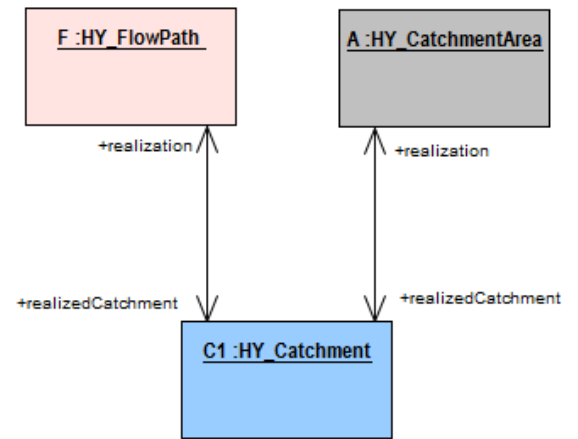 F :HY_FlowPath
A :HY_CatchmentArea
+realization
+realization
+realizedCatchment
+realizedCatchment
C1 :HY_Catchment